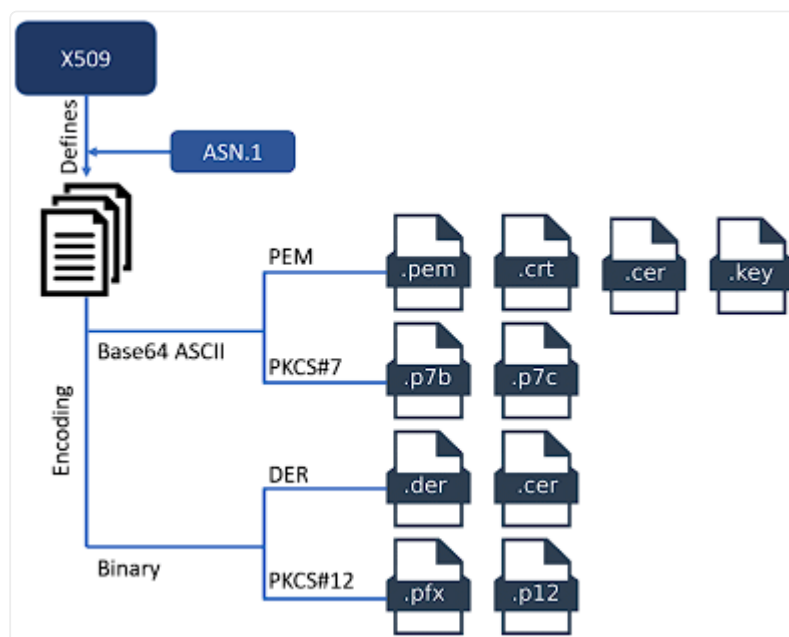 X509
Defines
ASN.1
PEM
.pem
.crt
.cer
.key
Base64 ASCII
PKCS#7
.p7b
.p7c
Encoding
DER
.der
.cer
Binary
PKCS#12
.pfx
.p12